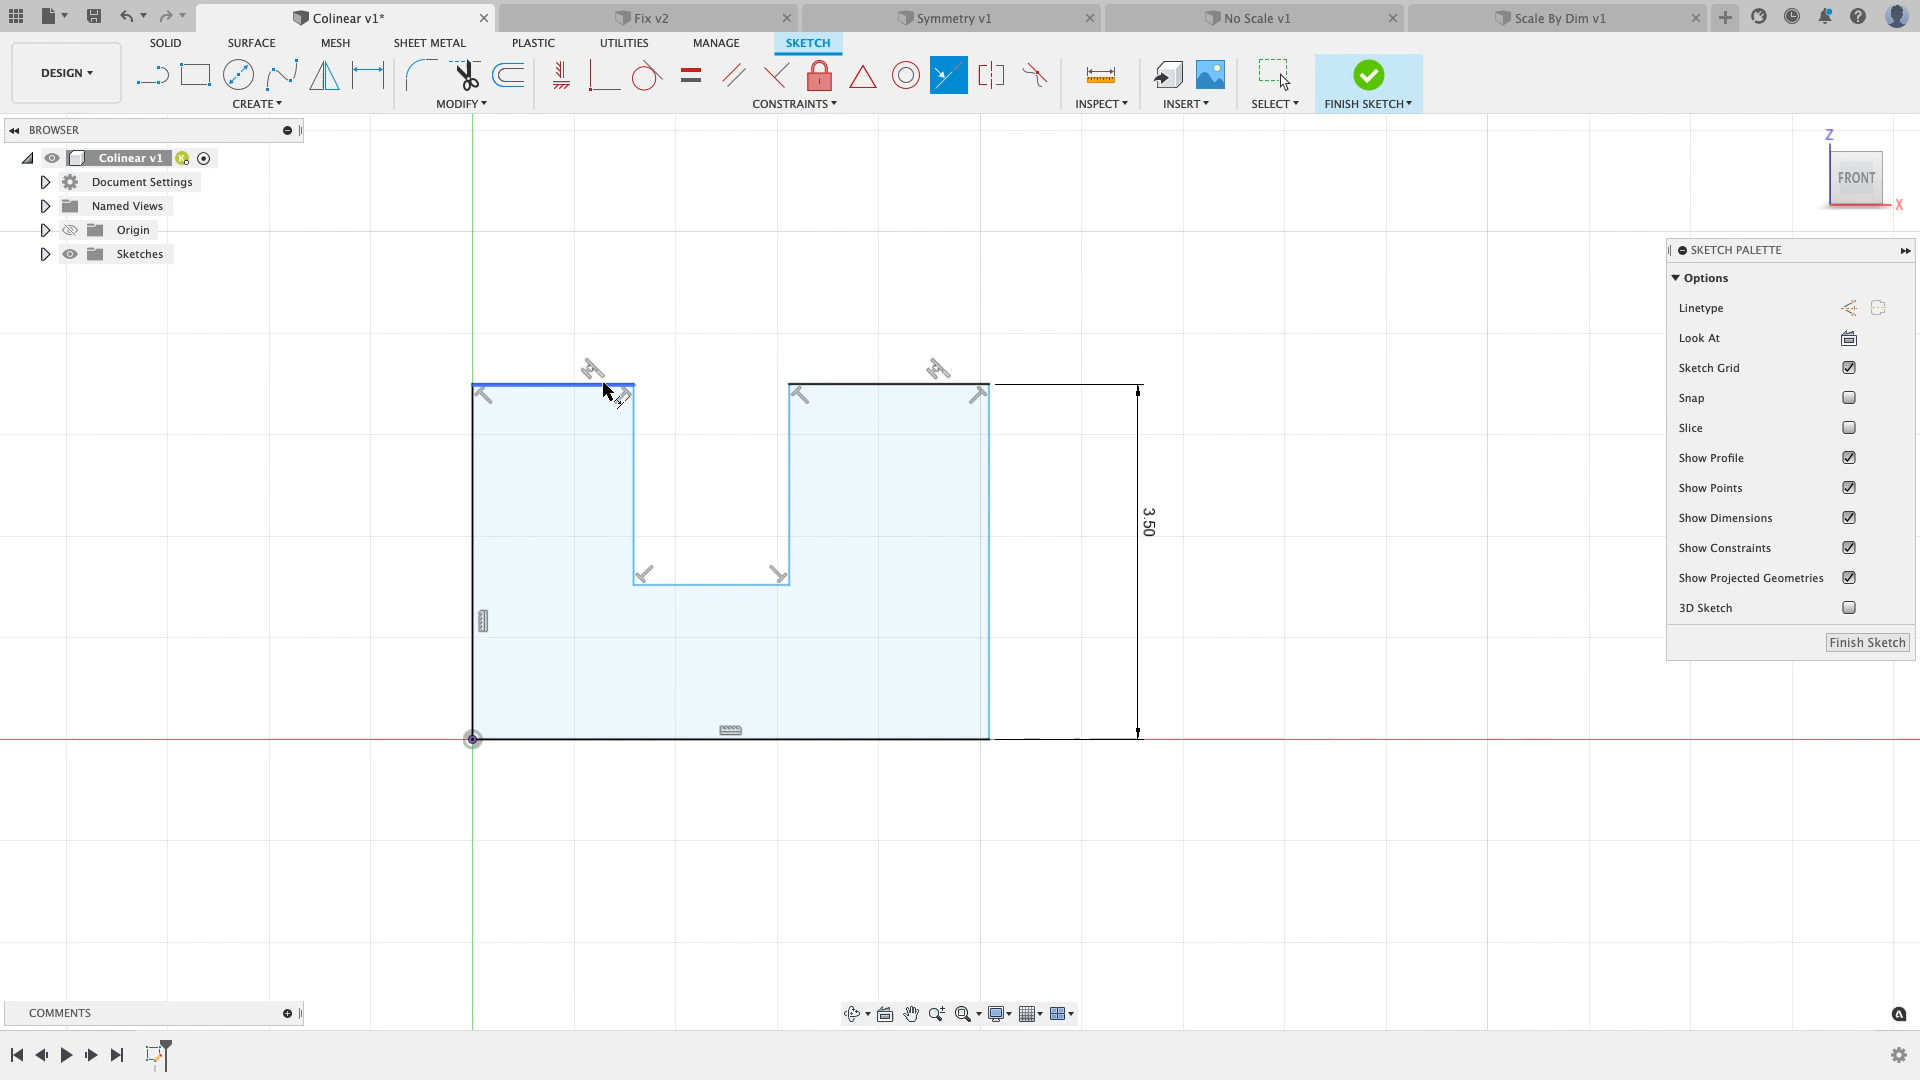 Colinear v1*
Fix v2
Symmetry v1
No Scale v1
Scale By Dim v1
SOLID
SURFACE
MESH
SHEET METAL
PLASTIC
UTILITIES
MANAGE
SKETCH
DESIGN
CREATE
MODIFY
CONSTRAINTS
INSPECT
INSERT
SELECT
FINISH SKETCH
BROWSER
Colinear v1
Document Settings
Named Views
Origin
Sketches
Z
FRONT
X
SKETCH PALETTE
Options
Linetype
Look At
Sketch Grid
Snap
Slice
Show Profile
Show Points
Show Dimensions
Show Constraints
Show Projected Geometries
3D Sketch
Finish Sketch
3.50
COMMENTS